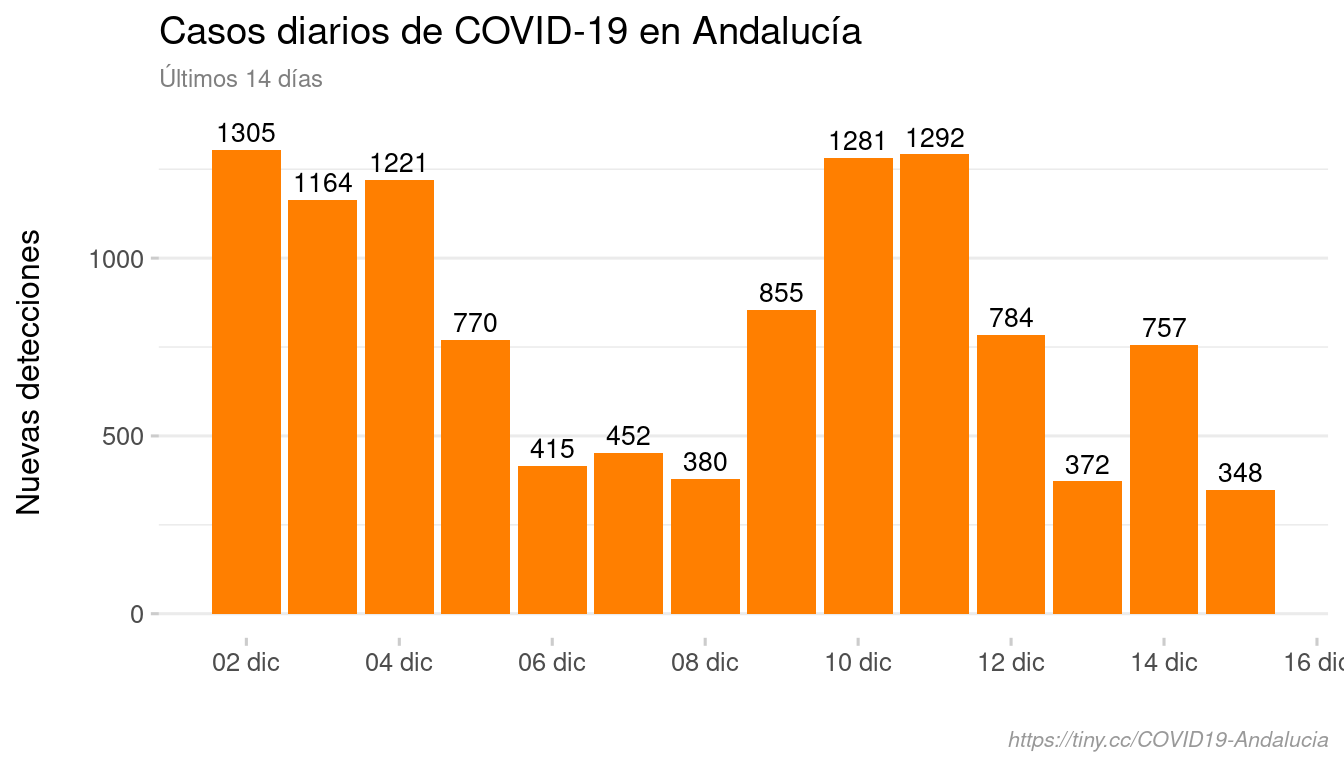 Casos diarios de COVID-19 en Andalucía
Últimos 14 días
Nuevas detecciones
1305
1164
1221
770
415
452
380
855
1281
1292
784
372
757
348
1000
500
0
02 dic
04 dic
06 dic
08 dic
10 dic
12 dic
14 dic
16 dic
https://tiny.cc/COVID19-Andalucia